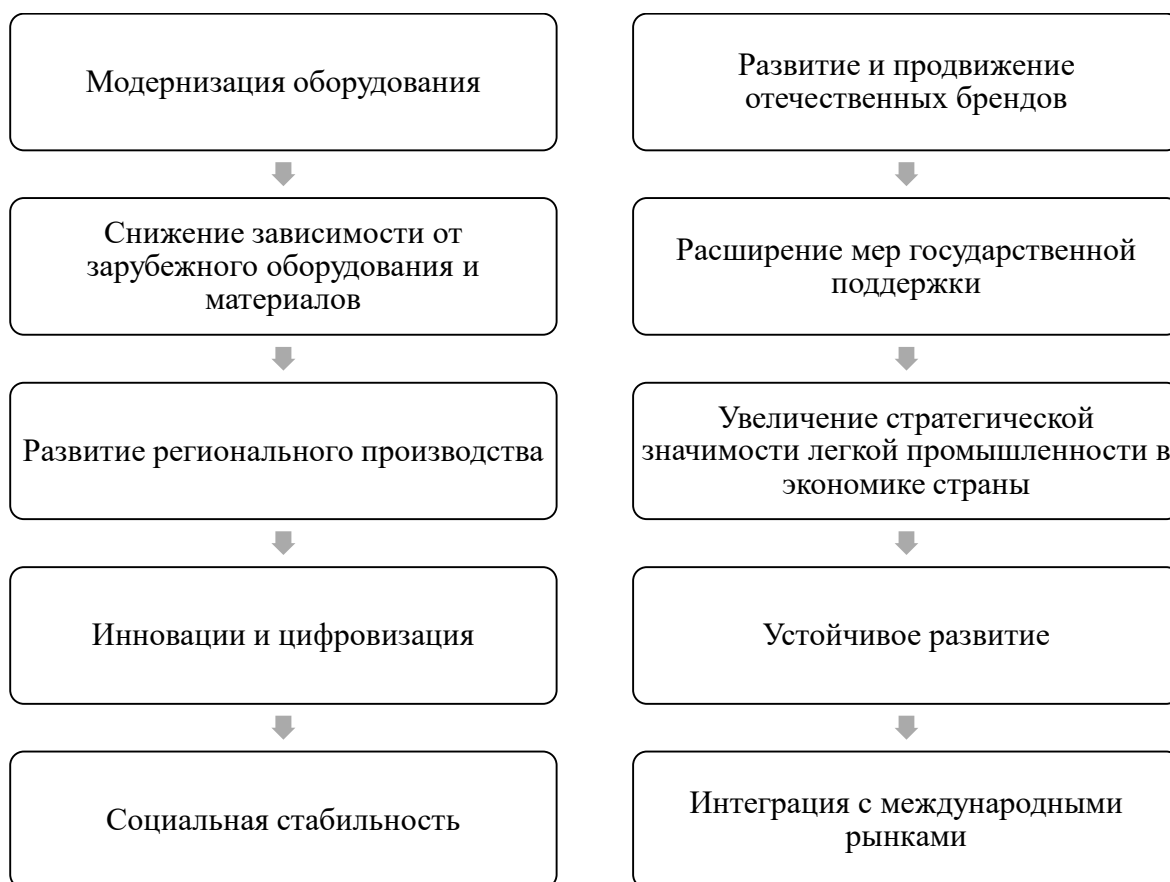 Модернизация оборудования
Снижение зависимости от
зарубежного оборудования и
материалов
Развитие регионального производства
Инновации и цифровизация
Социальная стабильность
Развитие и продвижение
отечественных брендов
Расширение мер государственной
поддержки
Увеличение стратегической
значимости легкой промышленности в
экономике страны
Устойчивое развитие
Интеграция с международными
рынками